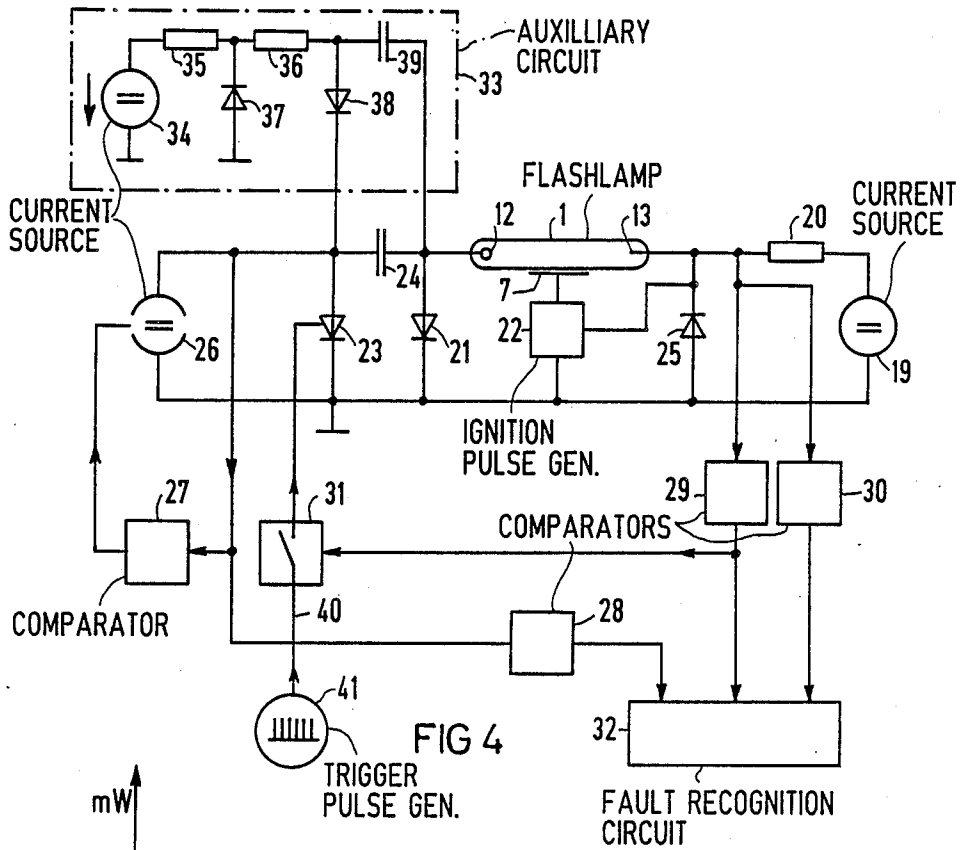 AUXILLIARY
CIRCUIT
33
35
36
39
34
37
38
CURRENT
SOURCE
FLASHLAMP
CURRENT
SOURCE
12
1
13
20
24
7
22
26
23
21
25
19
IGNITION
PULSE GEN.
27
31
29
30
COMPARATORS
COMPARATOR
40
28
41
FIG 4
32
TRIGGER
PULSE GEN.
FAULT RECOGNITION
CIRCUIT
mW